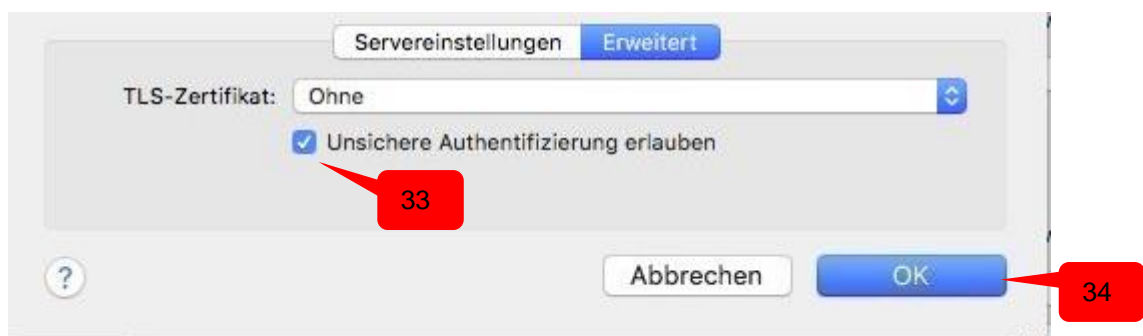 Servereinstellungen Erweitert
TLS-Zertifikat: Ohne
Unsichere Authentifizierung erlauben
33
? Abbrechen OK
34